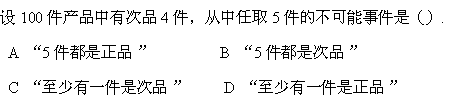 设 100 件产品中有次品 4 件，从中任取 5 件的不可能事件是（）.
A “5 件都是正品 ” B “5 件都是次品 ”
C “至少有一件是次品 ” D “至少有一件是正品 ”